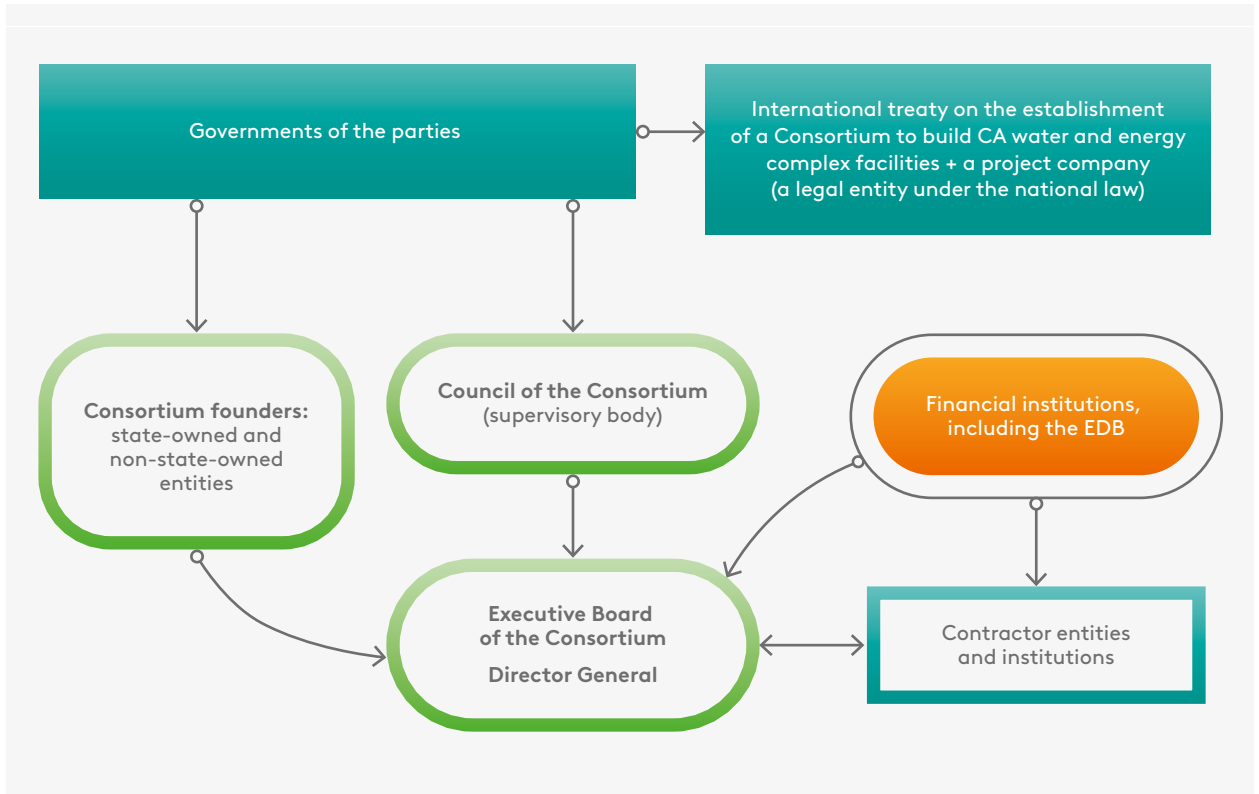 Governments of the parties
International treaty on the establishment
of a Consortium to build CA water and energy
complex facilities + a project company
(a legal entity under the national law)
Consortium founders:
state-owned and
non-state-owned
entities
Council of the Consortium
(supervisory body)
Financial institutions,
including the EDB
Executive Board
of the Consortium
Director General
Contractor entities
and institutions